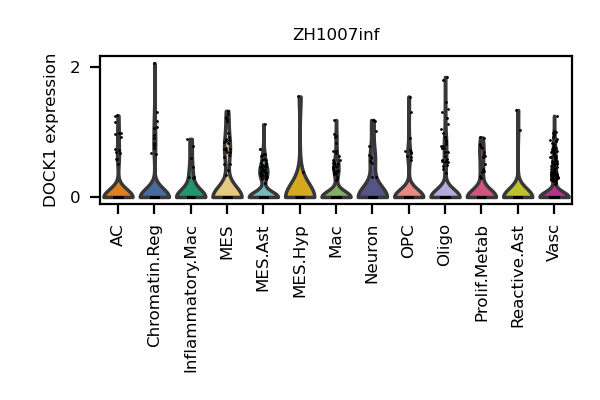 ZH1007inf
DOCK1 expression
2
0
AC
Chromatin.Reg
Inflammatory.Mac
MES
MES.Ast
MES.Hyp
Mac
Neuron
OPC
Oligo
Prolif.Metab
Reactive.Ast
Vasc